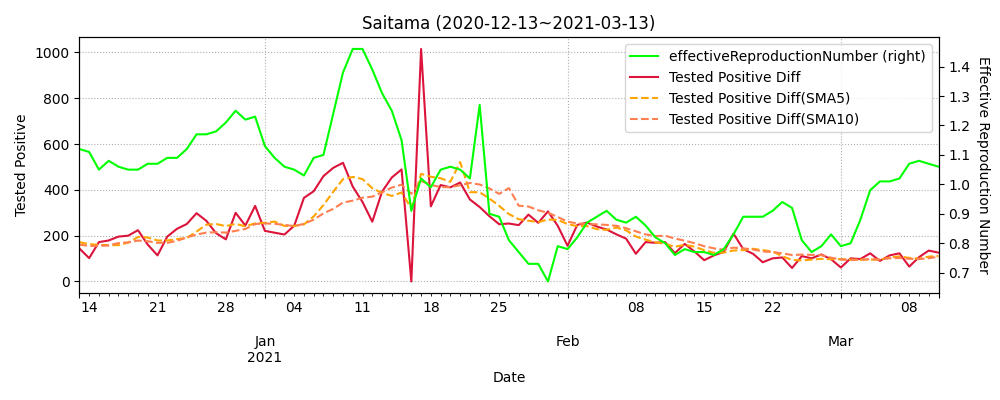 Saitama (2020-12-13~2021-03-13)
1000
800
600
400
200
0
Tested Positive
effectiveReproductionNumber (right)
Tested Positive Diff
Tested Positive Diff(SMA5)
Tested Positive Diff(SMA10)
1.4
1.3
1.2
1.1
1.0
0.9
0.8
0.7
Effective Reproduction Number
14 21 28 04 11 18 25 08 15 22 08
Jan Feb Mar
2021
Date